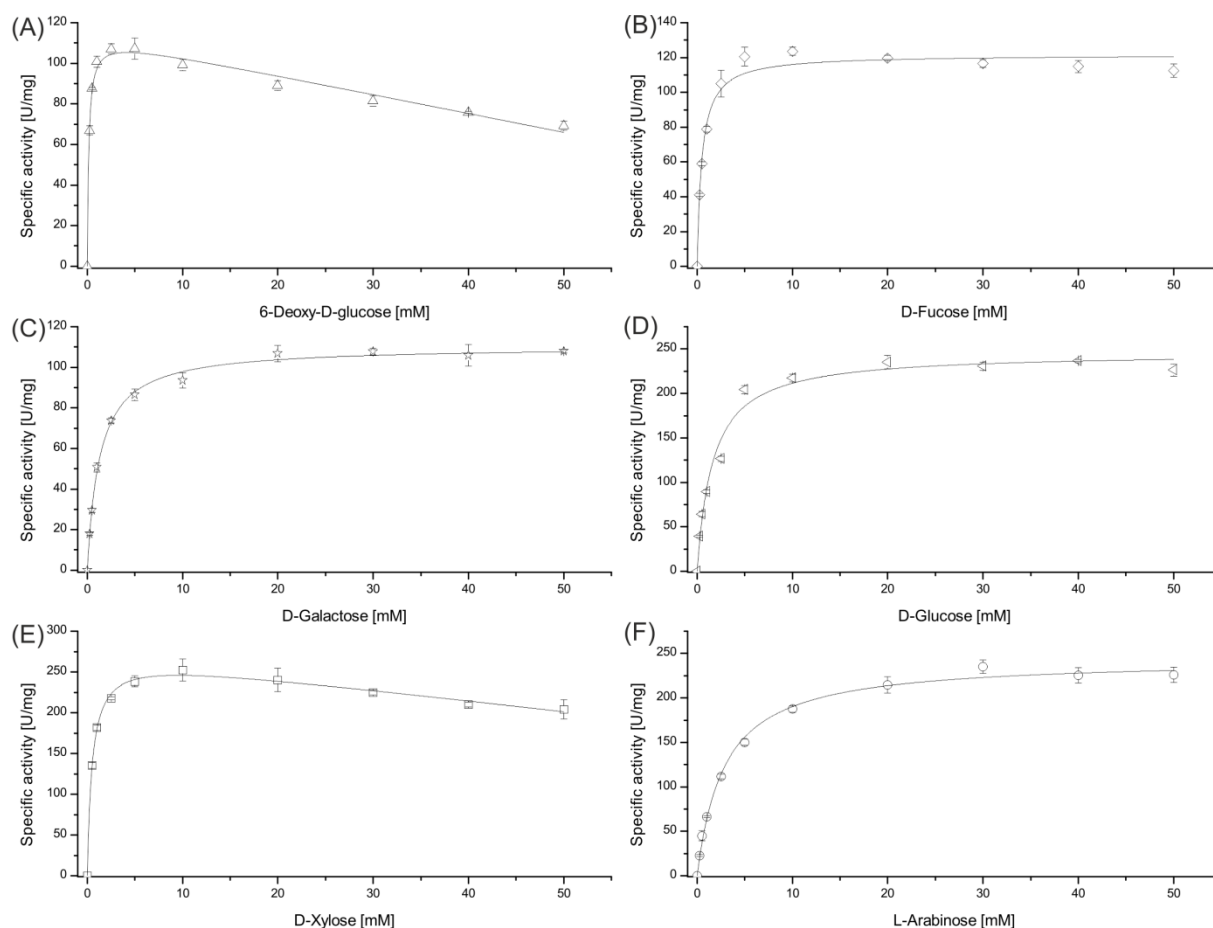 (A)
120
100
80
60
40
20
0
Specific activity [U/mg]
0 10 20 30 40 50
6-Deoxy-D-glucose [mM]
(B)
140
120
100
80
60
40
20
0
Specific activity [U/mg]
0 10 20 30 40 50
D-Fucose [mM]
(C)
120
100
80
60
40
20
0
Specific activity [U/mg]
0 10 20 30 40 50
D-Galactose [mM]
(D)
250
200
150
100
50
0
Specific activity [U/mg]
0 10 20 30 40 50
D-Glucose [mM]
(E)
300
250
200
150
100
50
0
Specific activity [U/mg]
0 10 20 30 40 50
D-Xylose [mM]
(F)
250
200
150
100
50
0
Specific activity [U/mg]
0 10 20 30 40 50
L-Arabinose [mM]